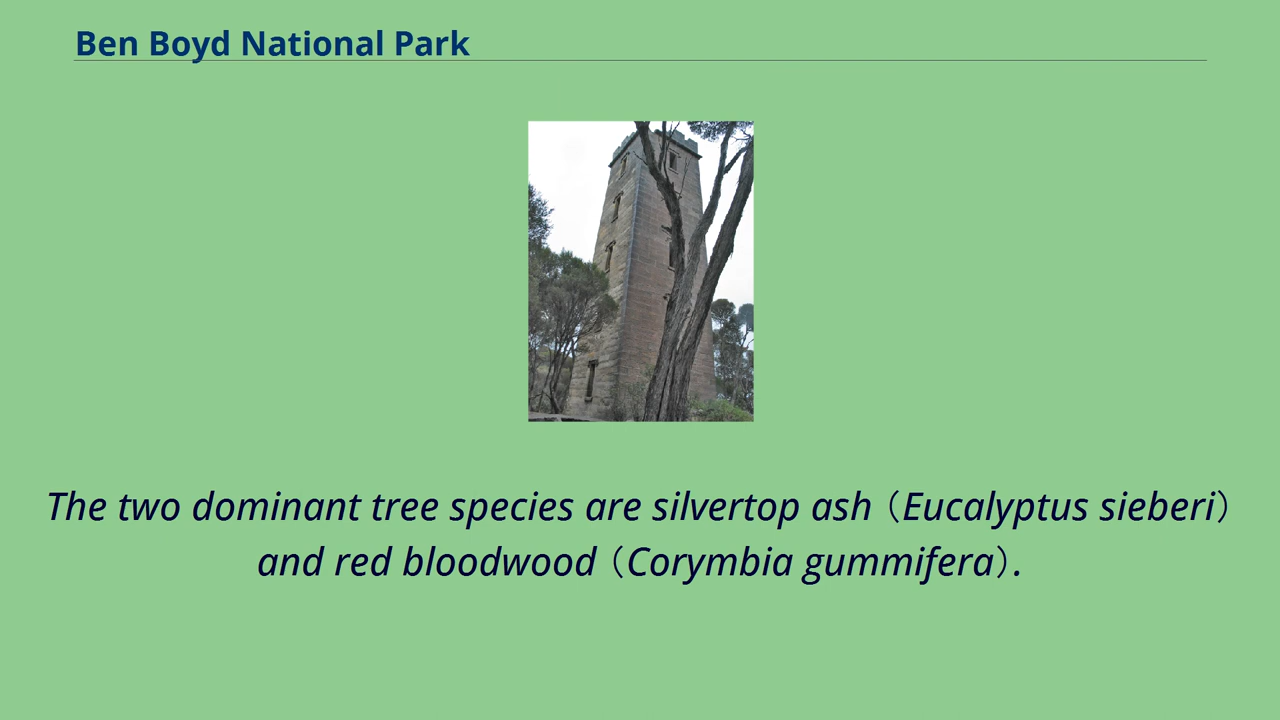 Ben Boyd National Park
The two dominant tree species are silvertop ash（Eucalyptus sieberi）
and red bloodwood（Corymbia gummifera）.